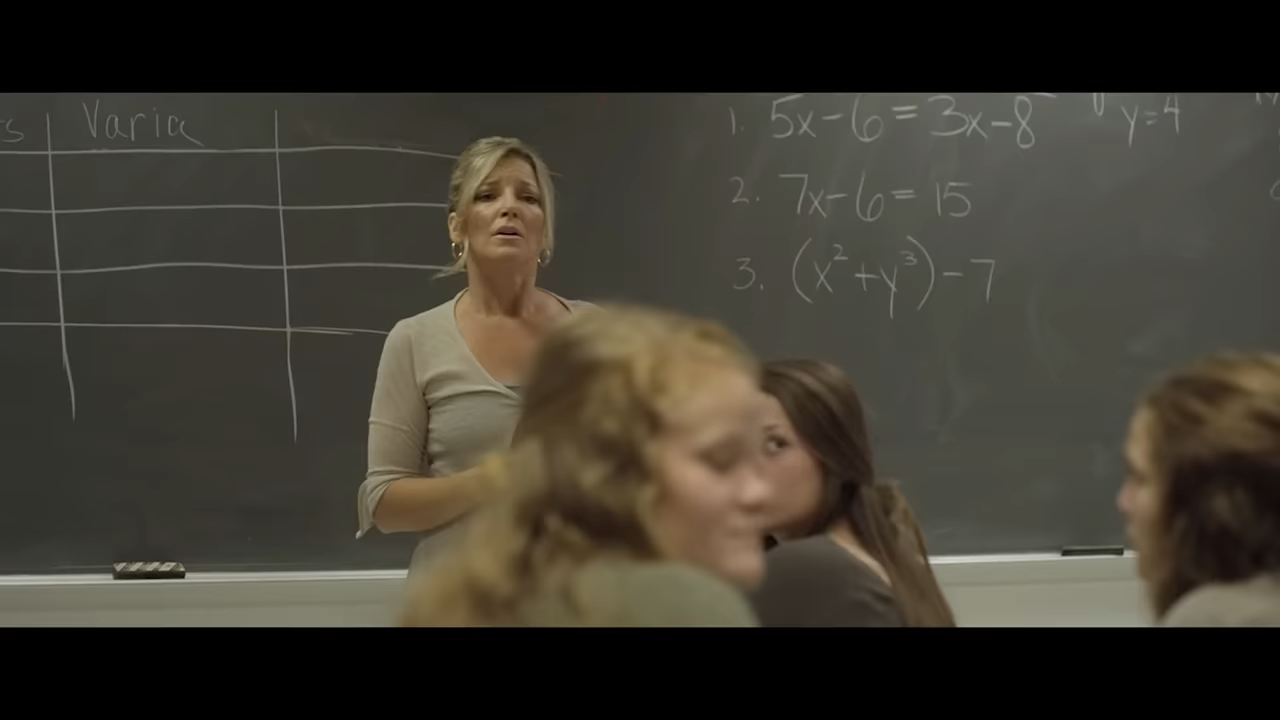 Varia
1. 5x-6 = 3x-8
y=4
2. 7x-6 = 15
3. (x²+y³)-7